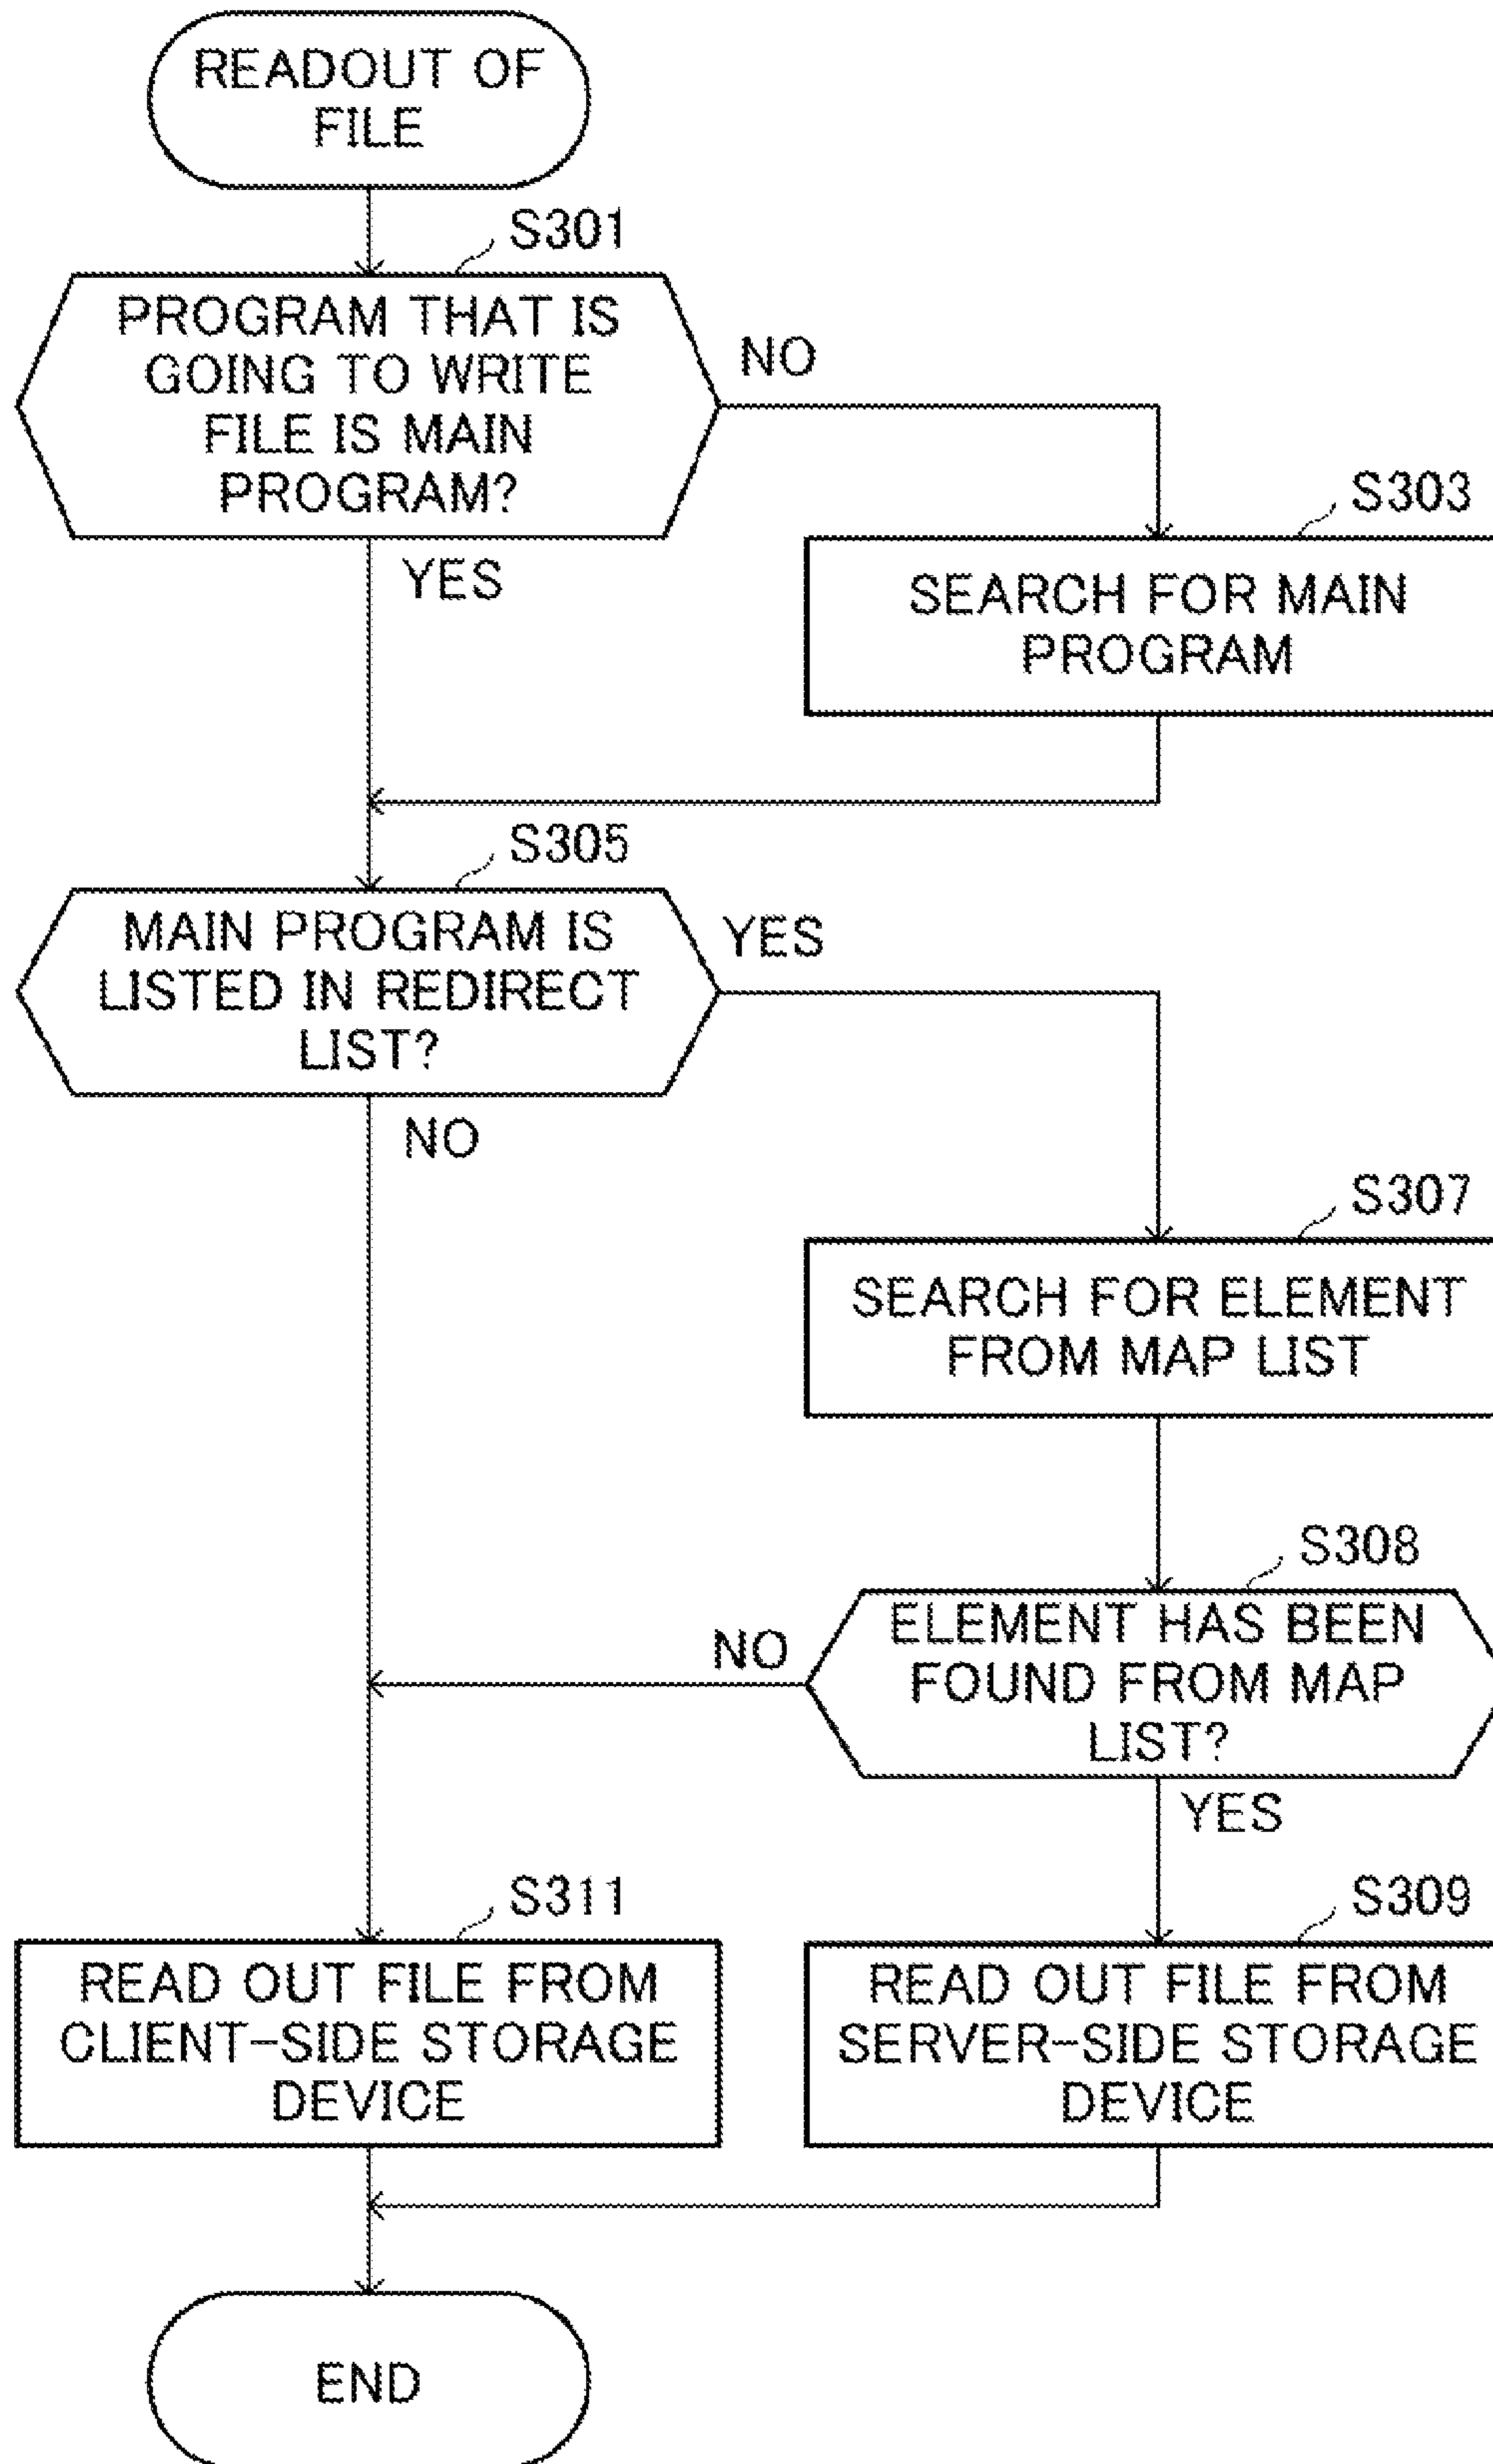 READOUT OF
FILE
S301
PROGRAM THAT IS
GOING TO WRITE
FILE IS MAIN
PROGRAM?
NO
YES
S303
SEARCH FOR MAIN
PROGRAM
S305
MAIN PROGRAM IS
LISTED IN REDIRECT
LIST?
YES
NO
S307
SEARCH FOR ELEMENT
FROM MAP LIST
S308
ELEMENT HAS BEEN
FOUND FROM MAP
LIST?
NO
YES
S311
READ OUT FILE FROM
CLIENT-SIDE STORAGE
DEVICE
S309
READ OUT FILE FROM
SERVER-SIDE STORAGE
DEVICE
END